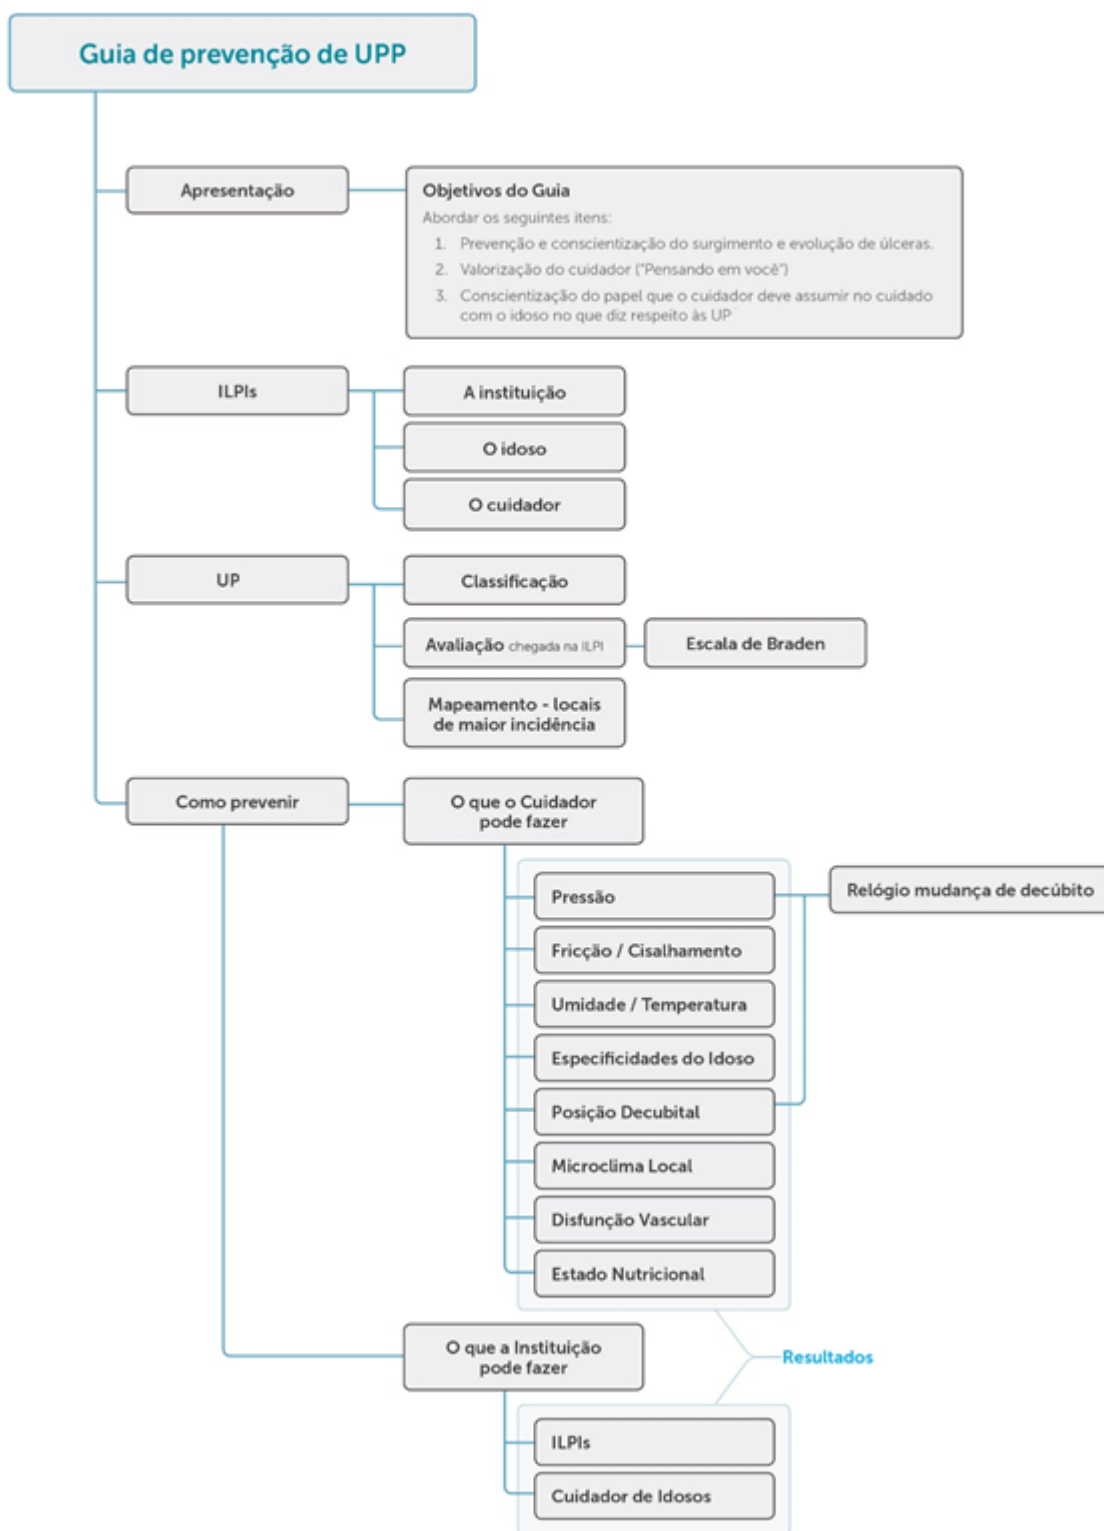 Guia de prevenção de UPP
Apresentação
Objetivos do Guia
Abordar os seguintes itens:
1. Prevenção e conscientização do surgimento e evolução de úlceras.
2. Valorização do cuidador ("Pensando em você")
3. Conscientização do papel que o cuidador deve assumir no cuidado
com o idoso no que diz respeito às UP
ILPIs
A instituição
O idoso
O cuidador
UP
Classificação
Avaliação chegada na ILPI
Escala de Braden
Mapeamento - locais
de maior incidência
Como prevenir
O que o Cuidador
pode fazer
Pressão
Relógio mudança de decúbito
Fricção / Cisalhamento
Umidade / Temperatura
Especificidades do Idoso
Posição Decubital
Microclima Local
Disfunção Vascular
Estado Nutricional
O que a Instituição
pode fazer
Resultados
ILPIs
Cuidador de Idosos